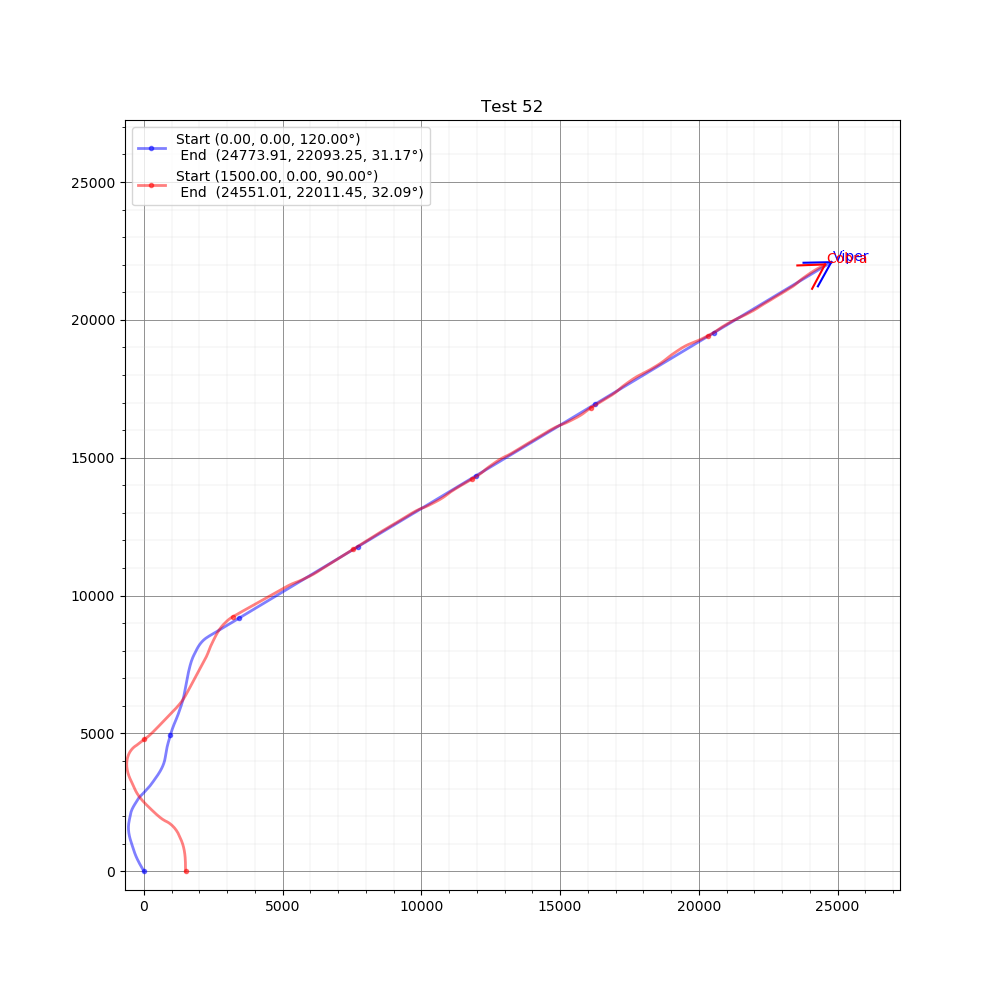 Test 52
Start (0.00, 0.00, 120.00°)
End  (24773.91, 22093.25, 31.17°)
Start (1500.00, 0.00, 90.00°)
End  (24551.01, 22011.45, 32.09°)
25000
20000
15000
10000
5000
0
Viper
Cobra
0
5000
10000
15000
20000
25000